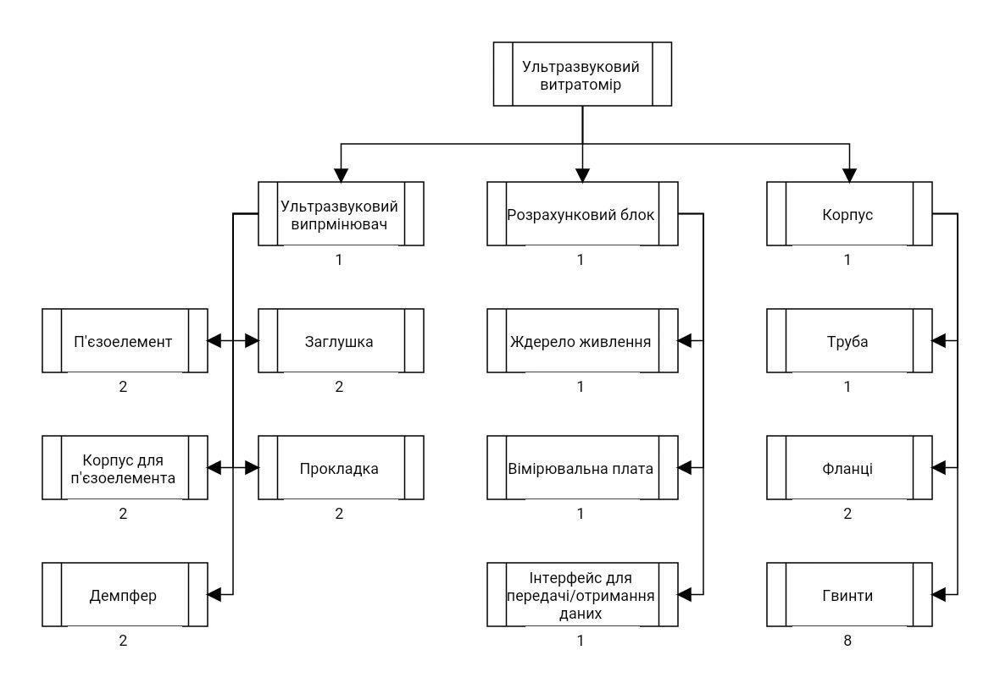 Ультразвуковий
витратомір
Ультразвуковий
випрмінювач
1
Розрахунковий блок
1
Корпус
1
П'єзоелемент
2
Заглушка
2
Ждерело живлення
1
Труба
1
Корпус для
п'єзоелемента
2
Прокладка
2
Вімірювальна плата
1
Фланці
2
Демпфер
2
Інтерфейс для
передачі/отримання
даних
1
Гвинти
8